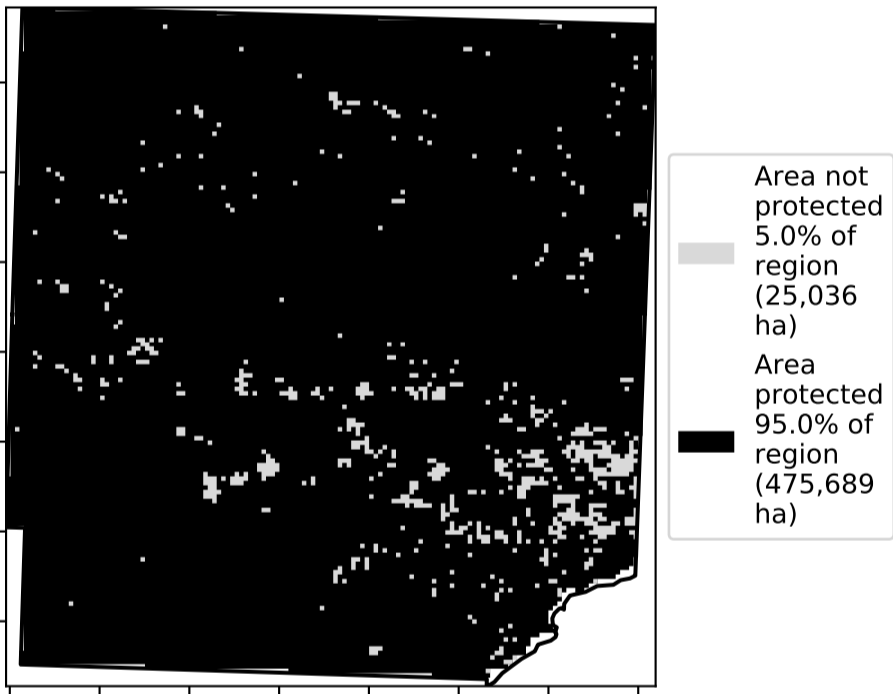 Area not
protected
5.0% of
region
(25,036
ha)
Area
protected
95.0% of
region
(475,689
ha)